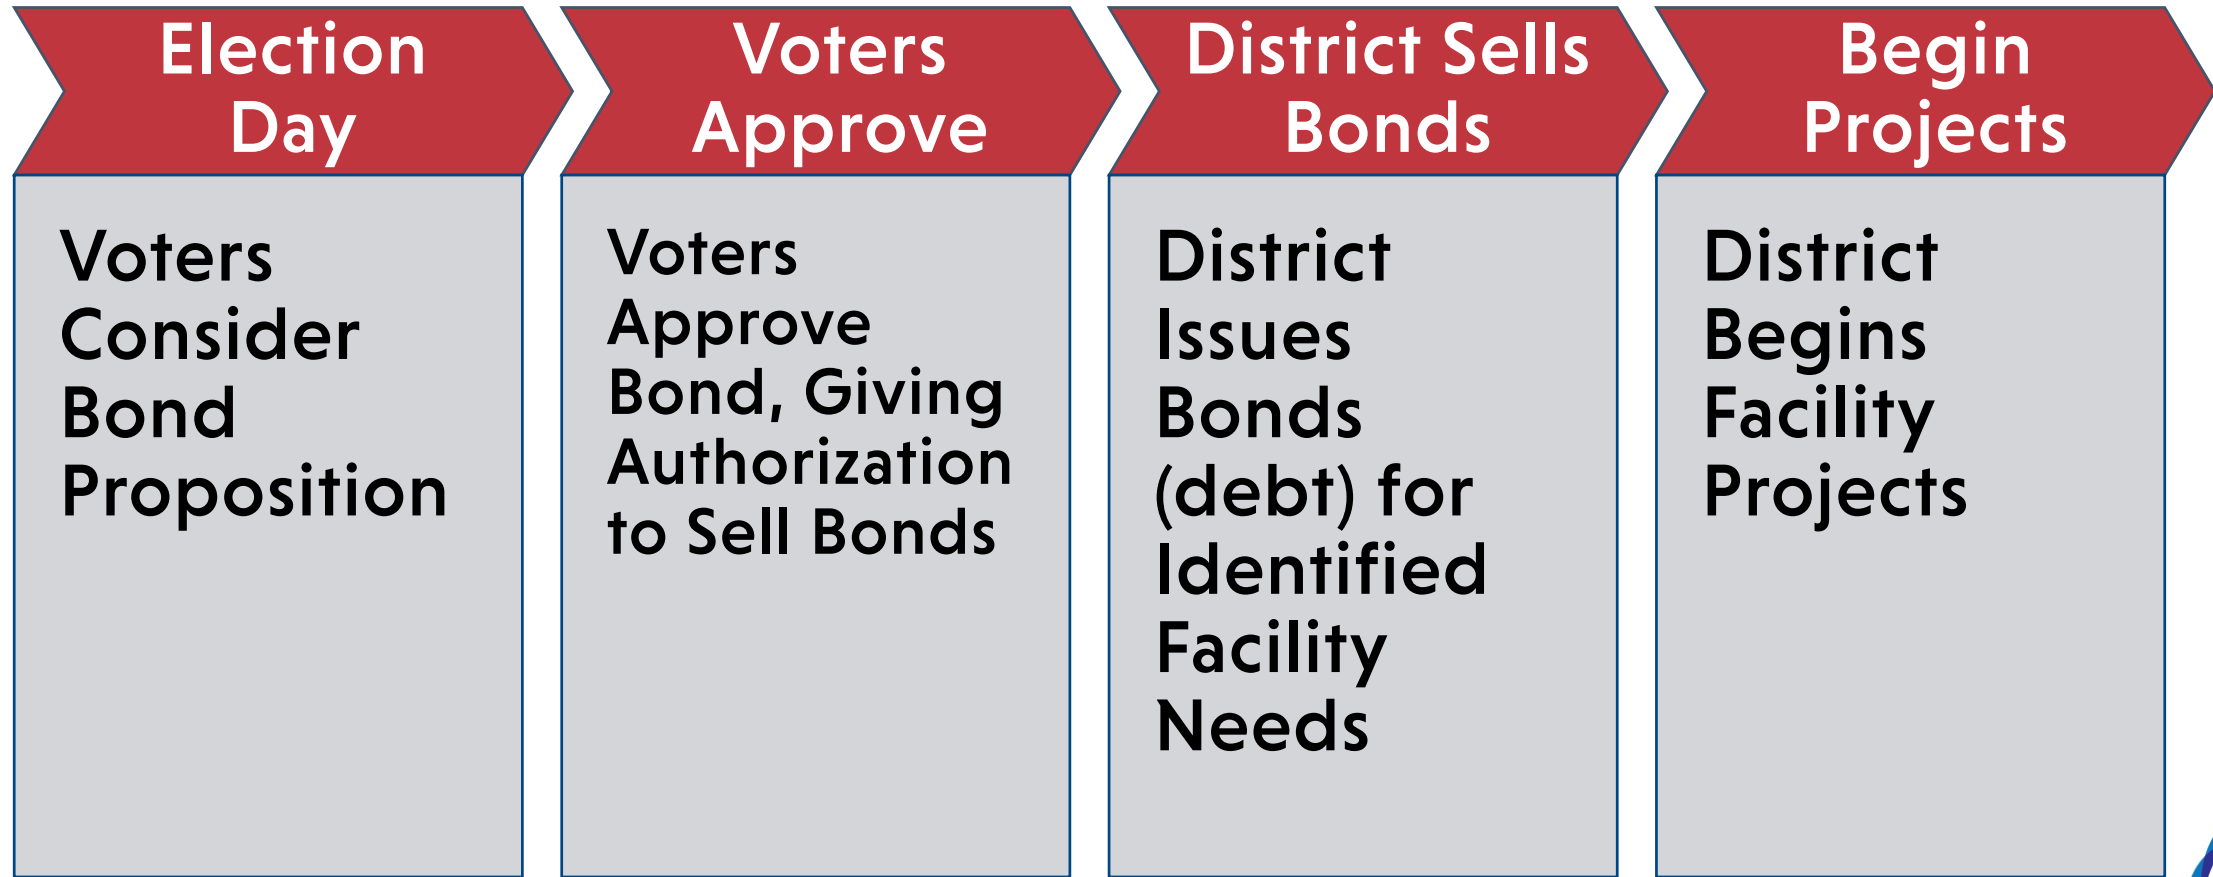 Election
Day
Voters
Consider
Bond
Proposition
Voters
Approve
Voters
Approve
Bond, Giving
Authorization
to Sell Bonds
District Sells
Bonds
District
Issues
Bonds
(debt) for
Identified
Facility
Needs
Begin
Projects
District
Begins
Facility
Projects